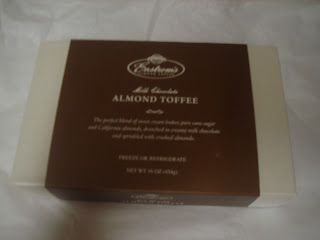 Enstrom's
Milk Chocolate
ALMOND TOFFEE
The perfect blend of sweet cream butter, pure cane sugar
and California almonds, drenched in creamy milk chocolate
and sprinkled with crushed almonds.
FREEZE OR REFRIGERATE
NET WT 16 OZ (454g)